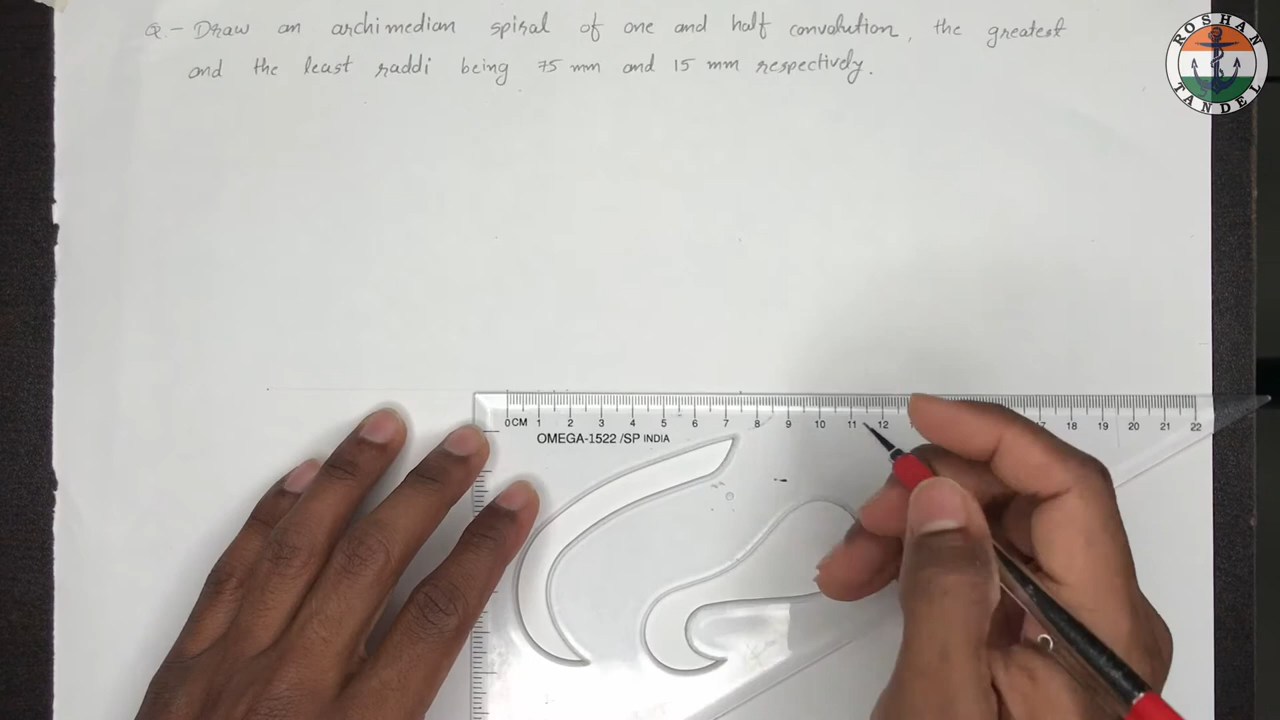 Q.- Draw an archimedian spiral of one and half convolution, the greatest
and the least raddi being 75 mm and 15 mm respectively.
ROSHAN
TANDEL
0CM 1 2 3 4 5 6 7 8 9 10 11 12 17 18 19 20 21 22
OMEGA-1522 /SP INDIA